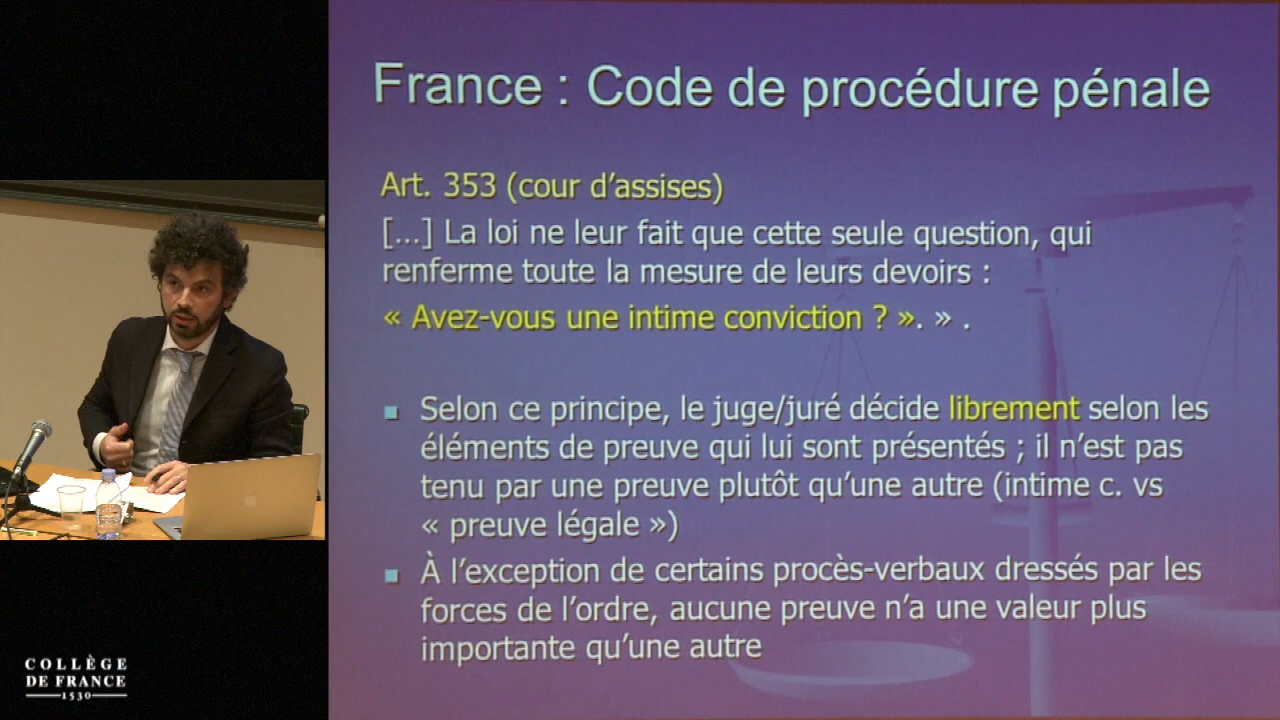 France : Code de procédure pénale
Art. 353 (cour d’assises)
[…] La loi ne leur fait que cette seule question, qui
renferme toute la mesure de leurs devoirs :
« Avez-vous une intime conviction ? ». » .
Selon ce principe, le juge/juré décide librement selon les
éléments de preuve qui lui sont présentés ; il n’est pas
tenu par une preuve plutôt qu’une autre (intime c. vs
« preuve légale »)
À l’exception de certains procès-verbaux dressés par les
forces de l’ordre, aucune preuve n’a une valeur plus
importante qu’une autre
COLLÈGE
DE FRANCE
1530